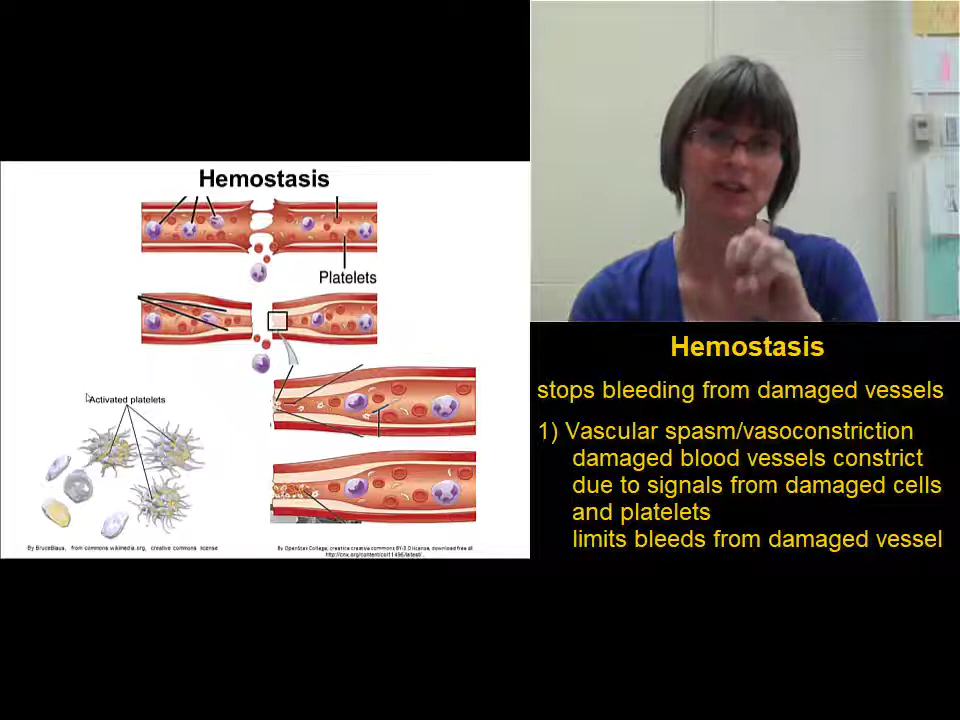 Hemostasis
Platelets
Activated platelets
By BruceBlaus, from commons.wikimedia.org, creative commons license
By OpenStax College, creatice creative commons BY-3.0 license, download free at
http://cnx.org/content/col11496/latest/.
Hemostasis
stops bleeding from damaged vessels
1) Vascular spasm/vasoconstriction
damaged blood vessels constrict
due to signals from damaged cells
and platelets
limits bleeds from damaged vessel